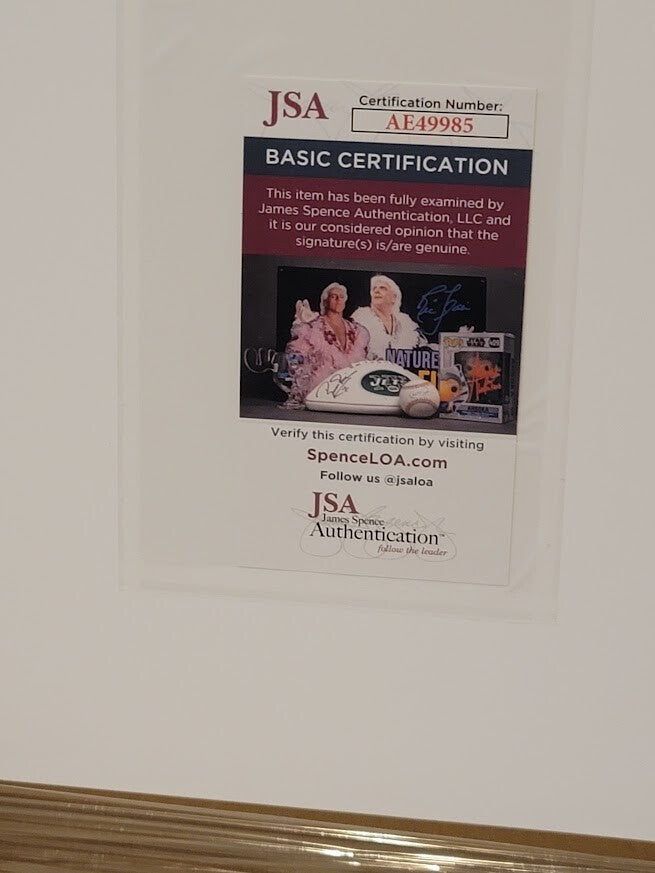 JSA
Certification Number:
AE49985
BASIC CERTIFICATION
This item has been fully examined by
James Spence Authentication, LLC and
it is our considered opinion that the
signature(s) is/are genuine.
NATURE
JETS
Verify this certification by visiting
SpenceLOA.com
Follow us @jsaloa
JSA
James Spence
Authentication™
follow the leader